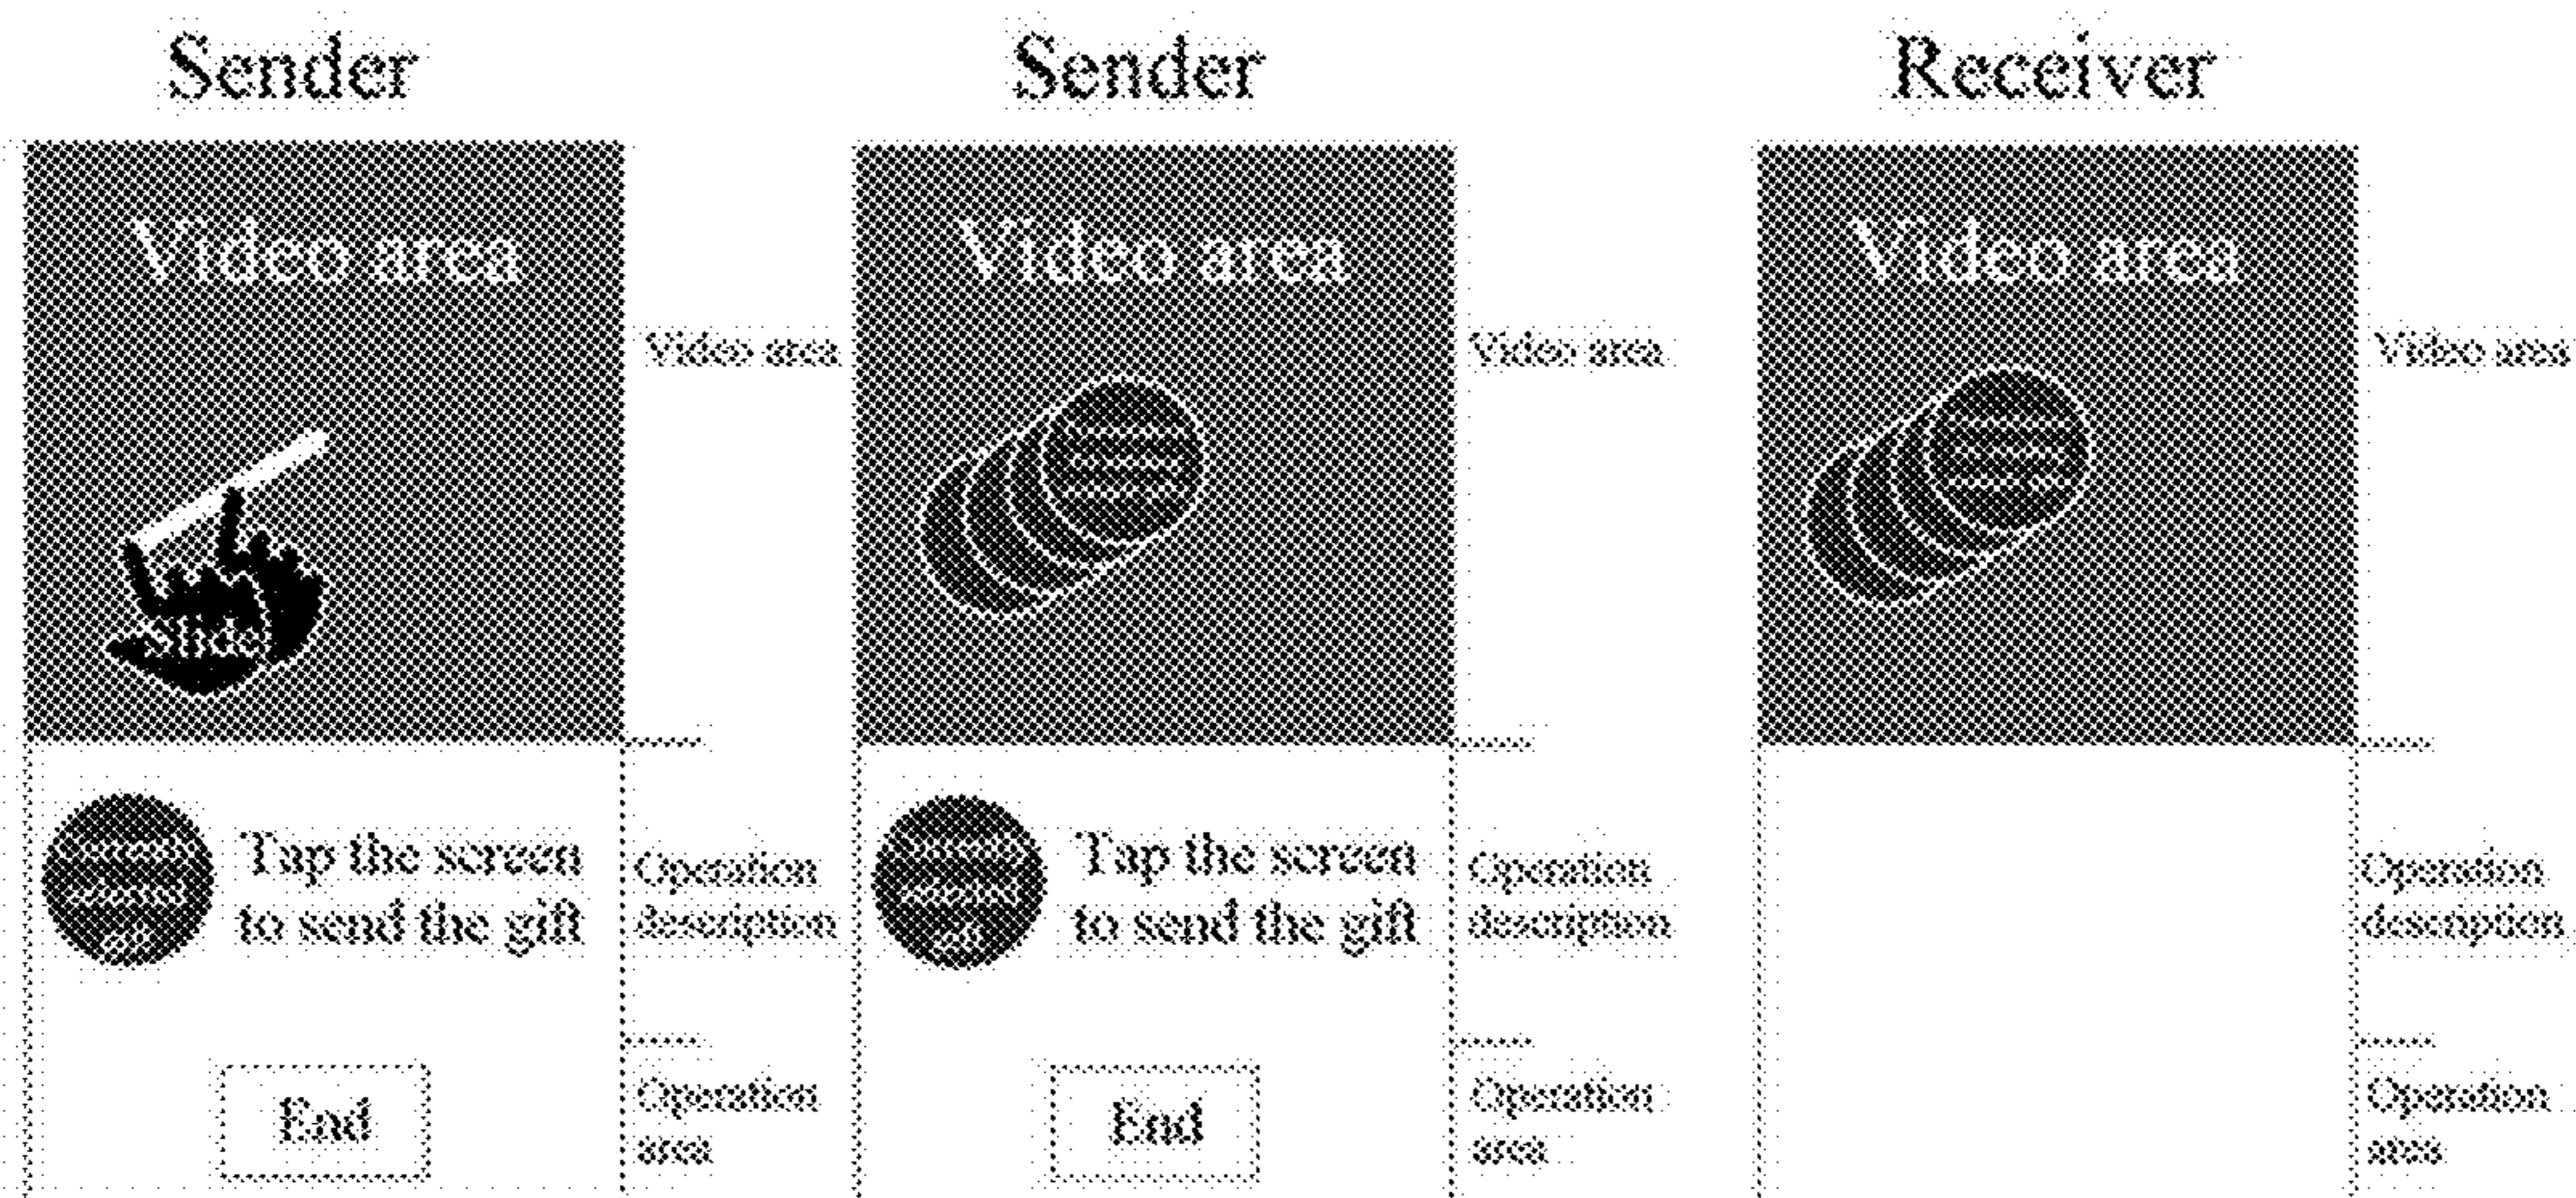 Sender
Video area
Slide
Video area
Tap the screen
to send the gift
Operation
description
End
Operation
area
Sender
Video area
Video area
Tap the screen
to send the gift
Operation
description
End
Operation
area
Receiver
Video area
Video area
Operation
description
Operation
area